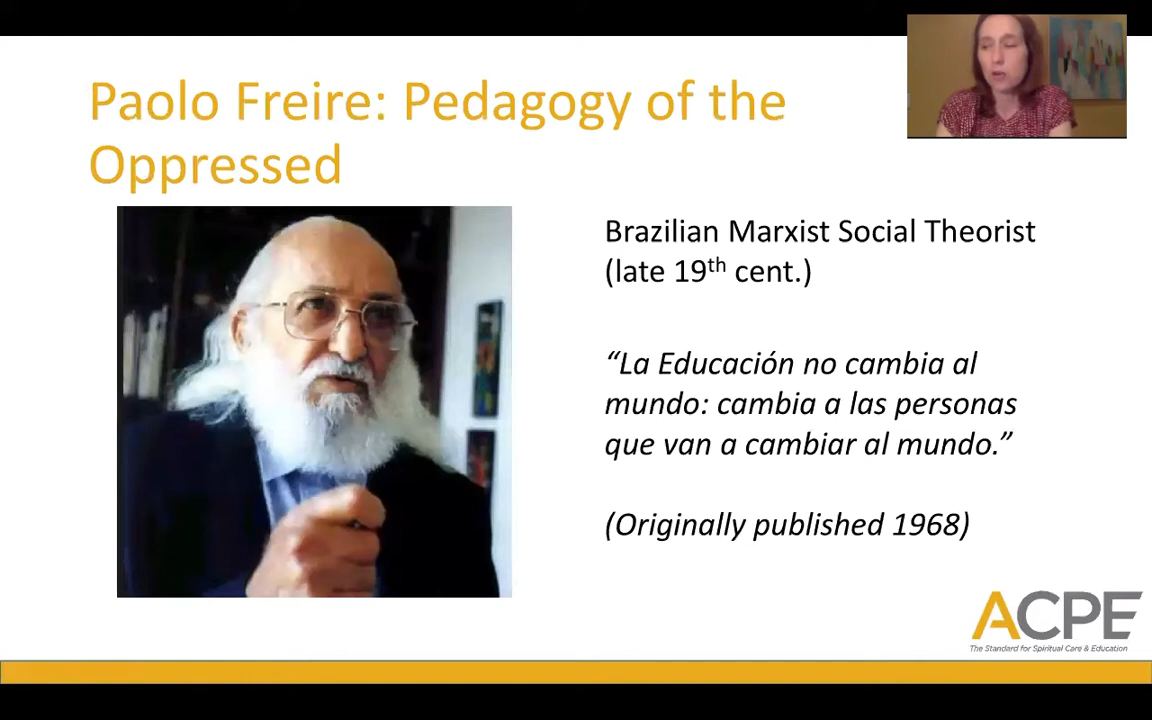 Paolo Freire: Pedagogy of the
Oppressed
Brazilian Marxist Social Theorist
(late 19th cent.)
“La Educación no cambia al
mundo: cambia a las personas
que van a cambiar al mundo.”
(Originally published 1968)
ACPE
The Standard for Spiritual Care & Education